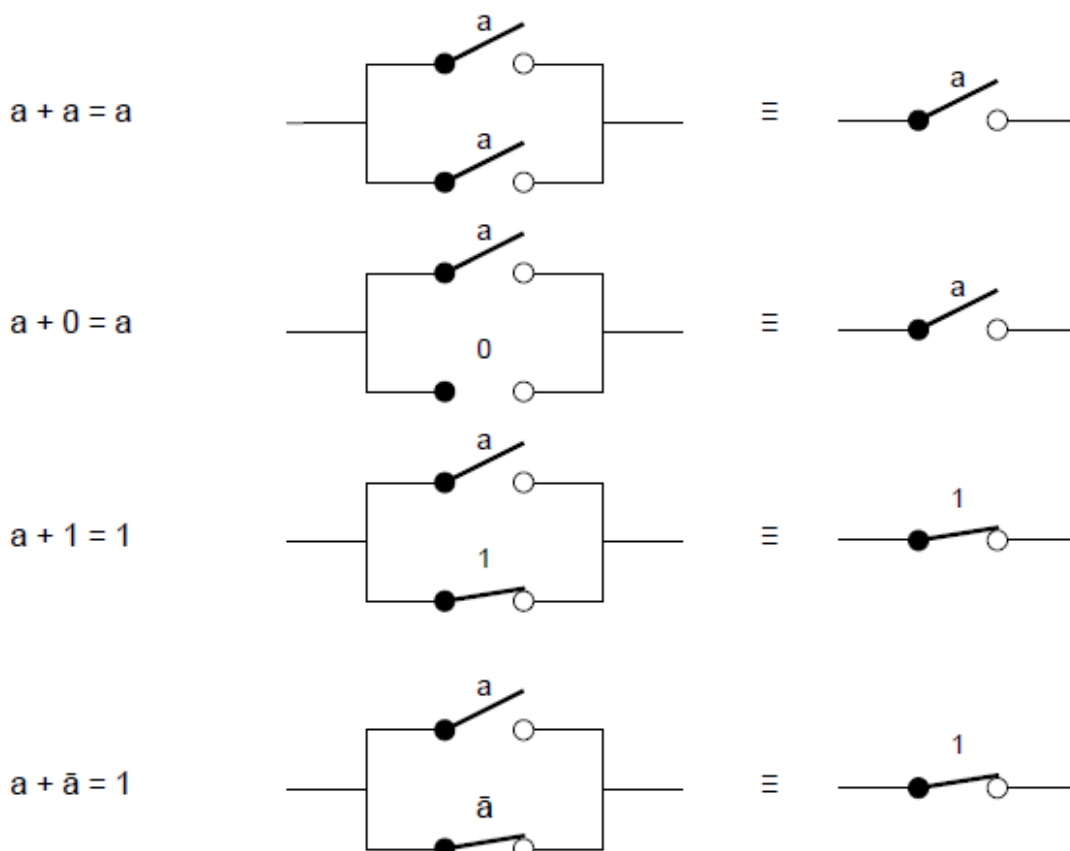 a
a + a = a ≡ a
a
a
a + 0 = a ≡ a
0
a
a + 1 = 1 ≡ 1
1
a
a + ā = 1 ≡ 1
ā